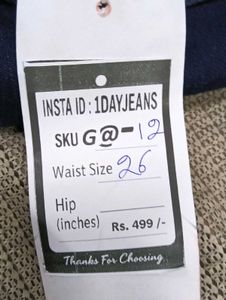 INSTA ID : 1DAYJEANS
SKU G@-12
Waist Size 26
Hip
(inches) Rs. 499 /-
Thanks For Choosing